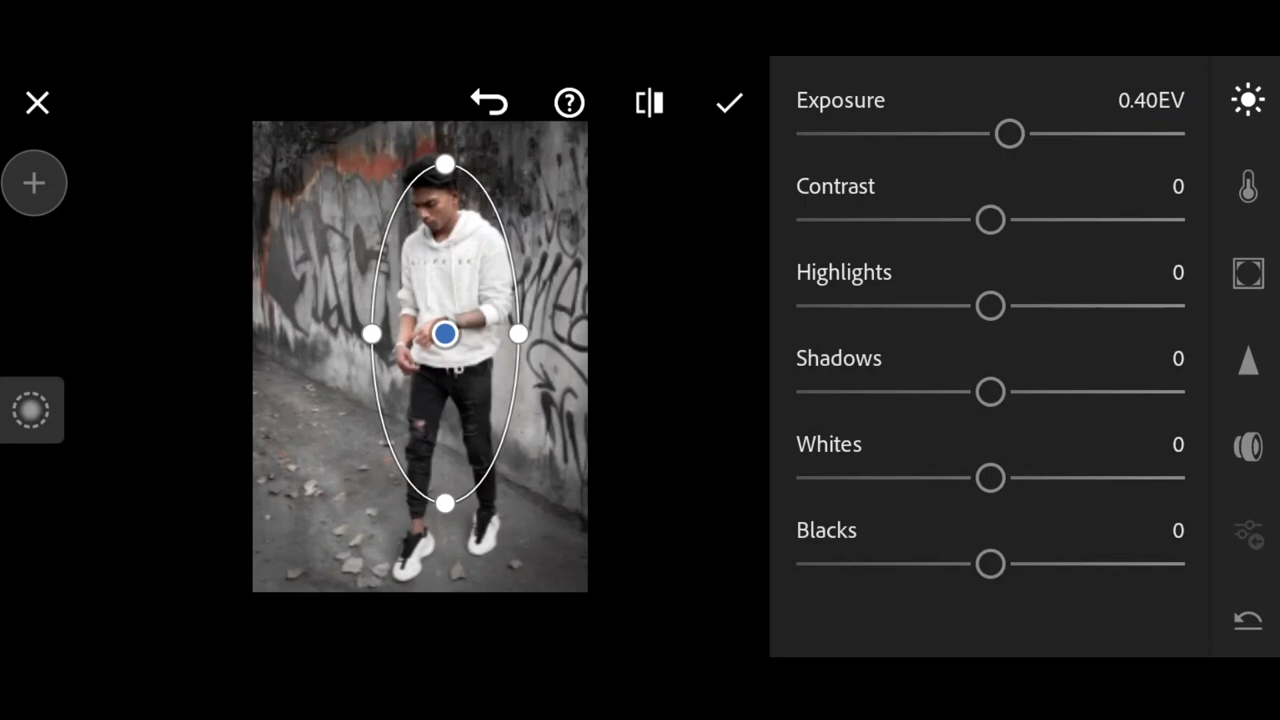 Exposure 0.40EV
Contrast 0
Highlights 0
Shadows 0
Whites 0
Blacks 0